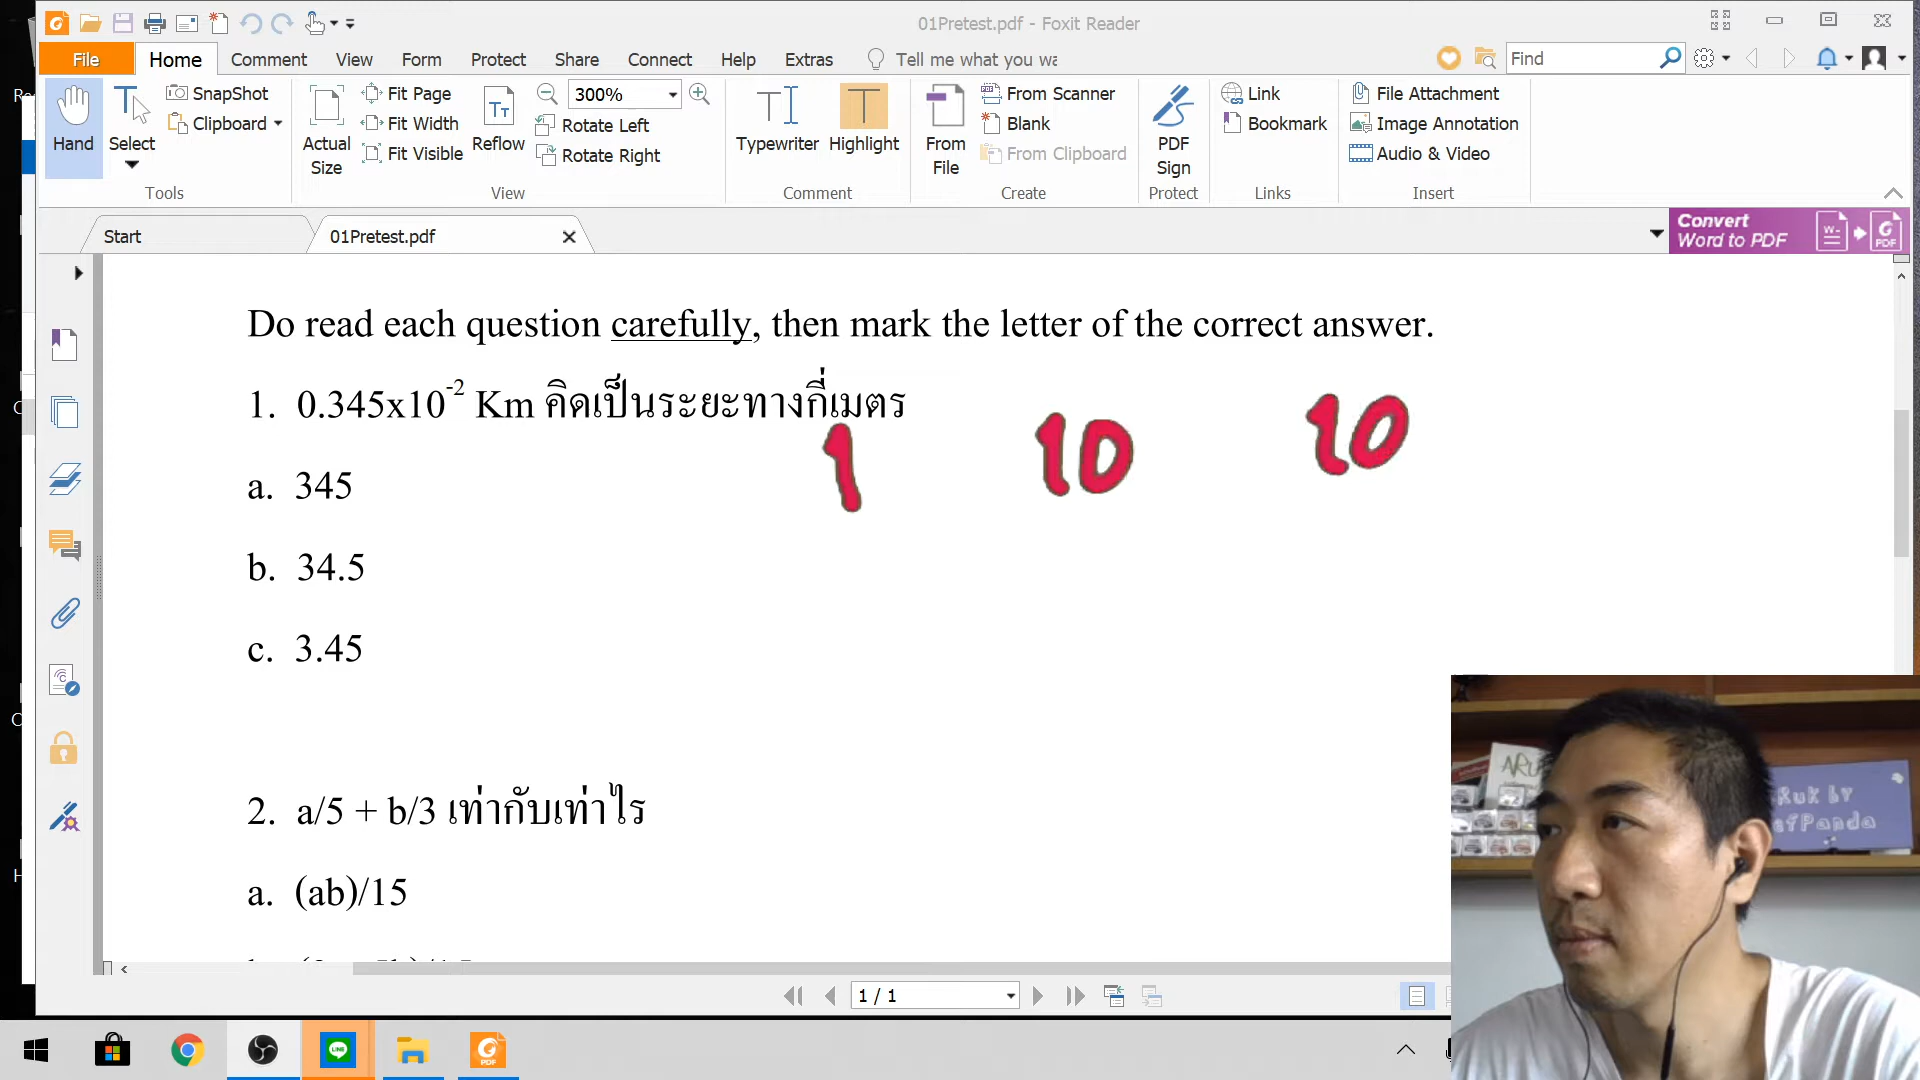 01Pretest.pdf - Foxit Reader
File Home Comment View Form Protect Share Connect Help Extras Tell me what you wa Find
Hand
Select
SnapShot
Clipboard
Tools
Actual Size
Fit Page
Fit Width
Fit Visible
Reflow
300%
Rotate Left
Rotate Right
View
Typewriter
Highlight
Comment
From File
From Scanner
Blank
From Clipboard
Create
PDF Sign
Protect
Link
Bookmark
Links
File Attachment
Image Annotation
Audio & Video
Insert
Start
01Pretest.pdf
Convert
Word to PDF
Do read each question carefully, then mark the letter of the correct answer.
1. 0.345x10⁻² Km คิดเป็นระยะทางกี่เมตร
1 10 10
a. 345
b. 34.5
c. 3.45
2. a/5 + b/3 เท่ากับเท่าไร
a. (ab)/15
1 / 1
LINE
PDF
Ruk by
efPanda